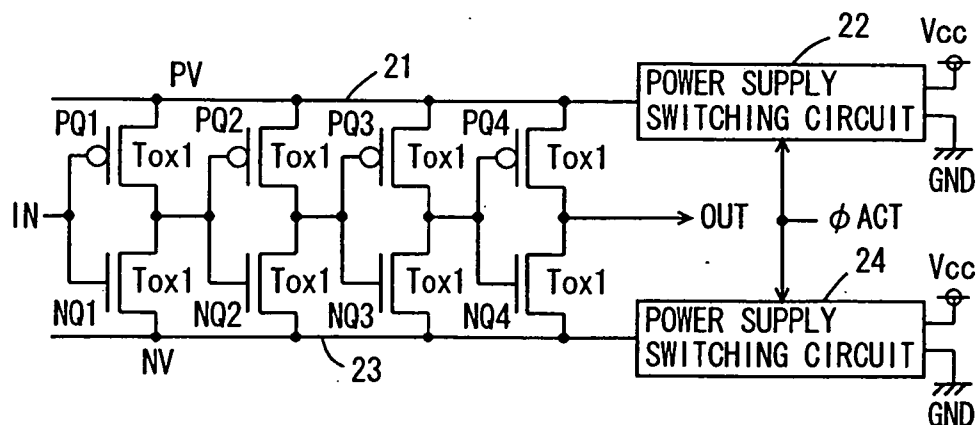 22
Vcc
PV
21
POWER SUPPLY
SWITCHING CIRCUIT
PQ1
PQ2
PQ3
PQ4
Tox1
Tox1
Tox1
Tox1
GND
IN
OUT
φACT
24
Vcc
Tox1
Tox1
Tox1
Tox1
NQ1
NQ2
NQ3
NQ4
POWER SUPPLY
SWITCHING CIRCUIT
NV
23
GND